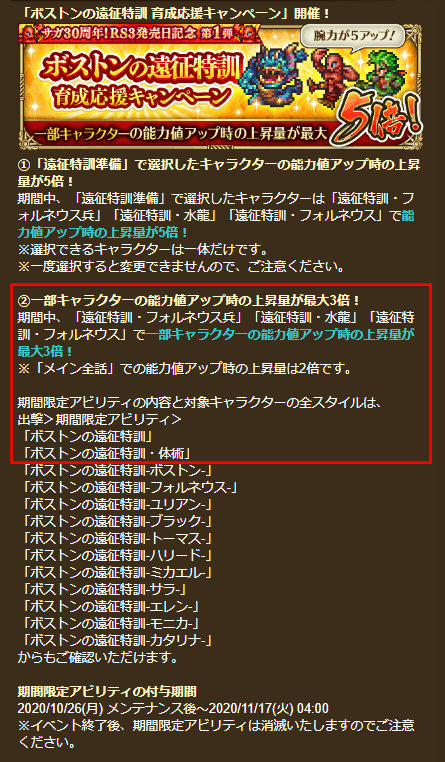 「ボストンの遠征特訓 育成応援キャンペーン」開催！
サガ30周年！RS3発売日記念 第1弾
腕力が5アップ！
ボストンの遠征特訓
育成応援キャンペーン
一部キャラクターの能力値アップ時の上昇量が最大
5倍！
①「遠征特訓準備」で選択したキャラクターの能力値アップ時の上昇
量が5倍！
期間中、「遠征特訓準備」で選択したキャラクターは「遠征特訓・フ
ォルネウス兵」「遠征特訓・水龍」「遠征特訓・フォルネウス」で能
力値アップ時の上昇量が5倍！
※選択できるキャラクターは一体だけです。
※一度選択すると変更できませんので、ご注意ください。
②一部キャラクターの能力値アップ時の上昇量が最大3倍！
期間中、「遠征特訓・フォルネウス兵」「遠征特訓・水龍」「遠征特
訓・フォルネウス」で一部キャラクターの能力値アップ時の上昇量が
最大3倍！
※「メイン全話」での能力値アップ時の上昇量は2倍です。
期間限定アビリティの内容と対象キャラクターの全スタイルは、
出撃＞期間限定アビリティ＞
「ボストンの遠征特訓」
「ボストンの遠征特訓・体術」
「ボストンの遠征特訓-ボストン-」
「ボストンの遠征特訓-フォルネウス-」
「ボストンの遠征特訓-ユリアン-」
「ボストンの遠征特訓-ブラック-」
「ボストンの遠征特訓-トーマス-」
「ボストンの遠征特訓-ハリード-」
「ボストンの遠征特訓-ミカエル-」
「ボストンの遠征特訓-サラ-」
「ボストンの遠征特訓-エレン-」
「ボストンの遠征特訓-モニカ-」
「ボストンの遠征特訓-カタリナ-」
からもご確認いただけます。
期間限定アビリティの付与期間
2020/10/26(月) メンテナンス後～2020/11/17(火) 04:00
※イベント終了後、期間限定アビリティは消滅いたしますのでご注意
ください。